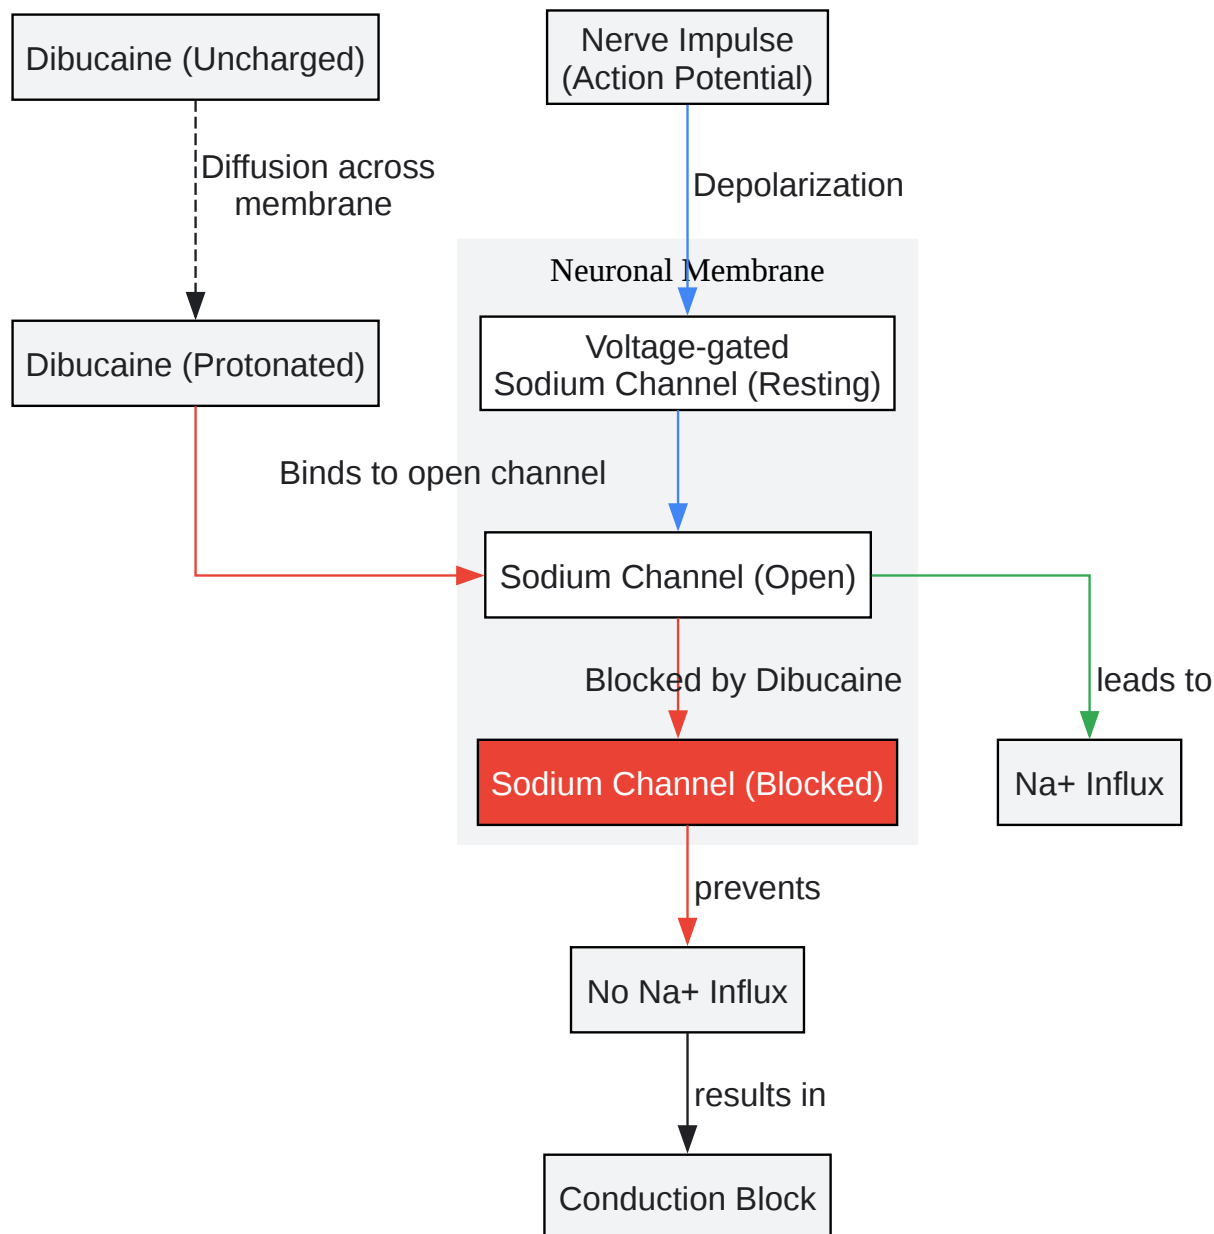 Dibucaine (Uncharged)
Nerve Impulse
(Action Potential)
Diffusion across
membrane
Depolarization
Neuronal Membrane
Dibucaine (Protonated)
Voltage-gated
Sodium Channel (Resting)
Binds to open channel
Sodium Channel (Open)
Blocked by Dibucaine
leads to
Sodium Channel (Blocked)
Na+ Influx
prevents
No Na+ Influx
results in
Conduction Block